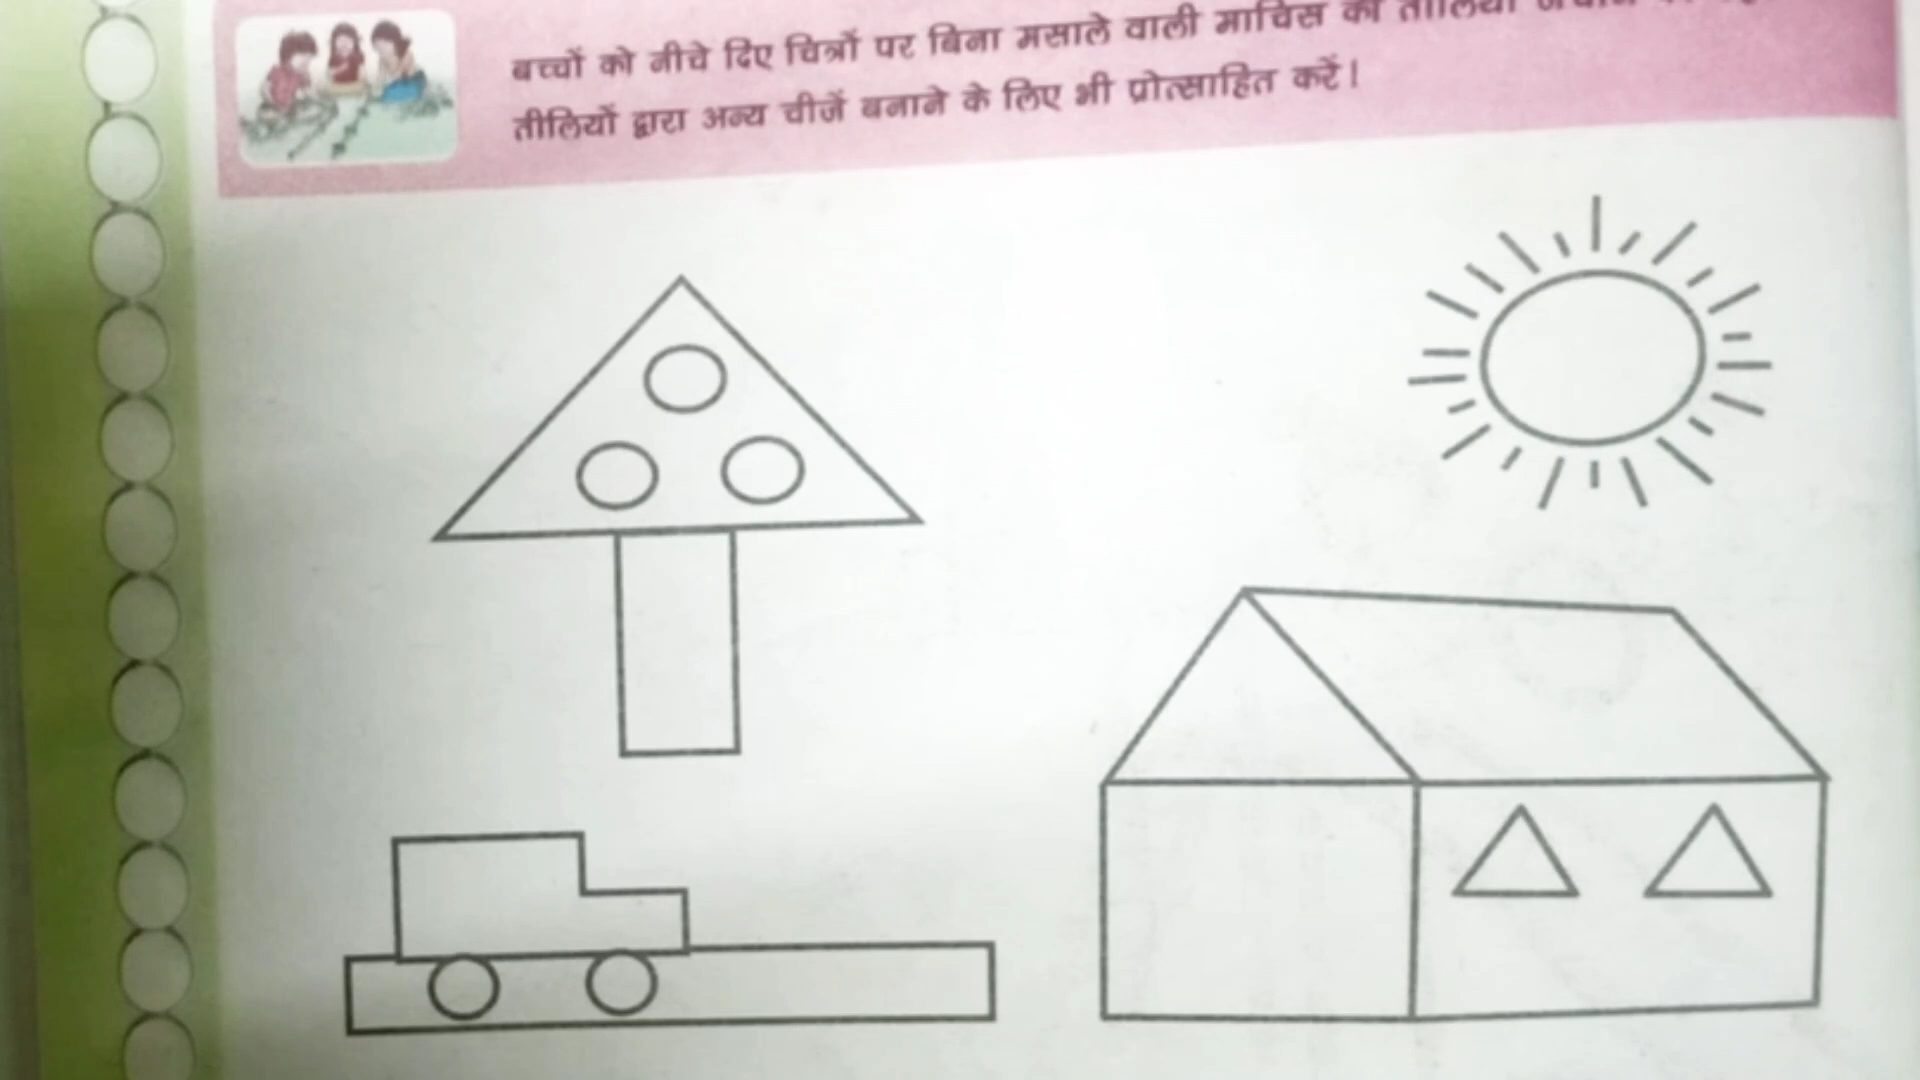 बच्चों को नीचे दिए चित्रों पर बिना मसाले वाली माचिस की तीलियाँ
तीलियों द्वारा अन्य चीजें बनाने के लिए भी प्रोत्साहित करें।